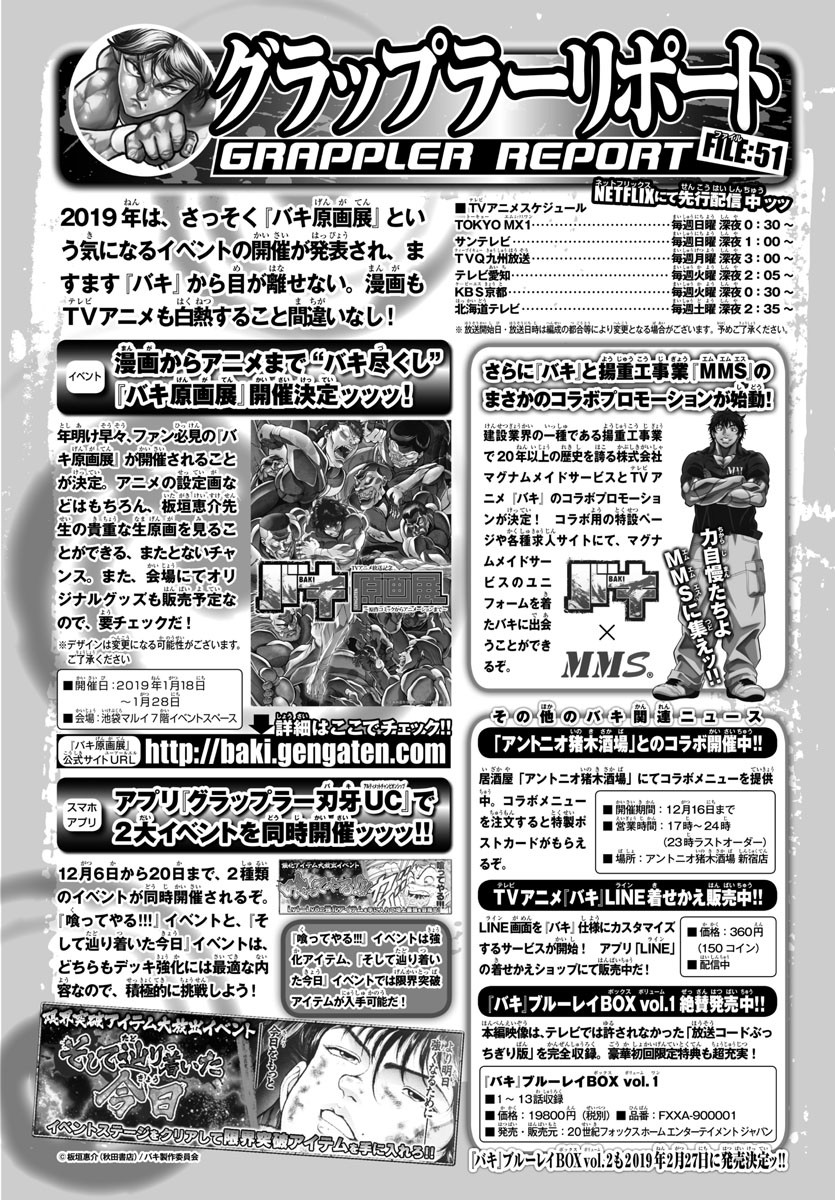 グラップラーリポート
GRAPPLER REPORT
FILE:51
2019年は、さっそく『バキ原画展』とい
う気になるイベントの開催が発表され、ま
すます『バキ』から目が離せない。漫画も
TVアニメも白熱すること間違いなし！
NETFLIXにて先行配信中ッッ
■TVアニメスケジュール
TOKYO MX1 毎週日曜 深夜0：30～
サンテレビ 毎週日曜 深夜1：00～
TVQ九州放送 毎週月曜 深夜3：00～
テレビ愛知 毎週火曜 深夜2：05～
KBS京都 毎週火曜 深夜0：30～
北海道テレビ 毎週土曜 深夜2：35～
※放送開始日・放送日時は編成の都合等により変更となる場合がございます。予めご了承ください。
イベント
漫画からアニメまで“バキ尽くし”
『バキ原画展』開催決定ッッッ！
年明け早々、ファン必見の『バ
キ原画展』が開催されること
が決定。アニメの設定画な
どはもちろん、板垣恵介先
生の貴重な生原画を見るこ
とができる、またとないチャ
ンス。また、会場にてオリ
ジナルグッズも販売予定な
ので、要チェックだ！
※デザインは変更になる可能性がございます。
ご了承ください
■開催日：2019年1月18日
～1月28日
■会場：池袋マルイ7階イベントスペース
TVアニメ放送記念
バキ
BAKI
原画展
詳細はここでチェック!!
『バキ原画展』
公式サイトURL
http://baki.gengaten.com
スマホ
アプリ
アプリ『グラップラー刃牙UC』で
2大イベントを同時開催ッッッ!!
12月6日から20日まで、2種類
のイベントが同時開催されるぞ。
『喰ってやる!!!』イベントと、『そ
して辿り着いた今日』イベントは、
どちらもデッキ強化には最適な内
容なので、積極的に挑戦しよう！
強化アイテム大放出イベント
喰ってやる!!!
『喰ってやる!!!』イベントは強
化アイテム、『そして辿り着い
た今日』イベントでは限界突破
アイテムが入手可能だ！
限界突破アイテム大放出イベント
そして辿り着いた
今日
今日をもっと
より明日
強くなるために
イベントステージをクリアして限界突破アイテムを手に入れろ!!
©板垣恵介（秋田書店）/バキ製作委員会
さらに『バキ』と揚重工事業『MMS』の
まさかのコラボプロモーションが始動！
建設業界の一種である揚重工事業
で20年以上の歴史を誇る株式会社
マグナムメイドサービスとTVア
ニメ『バキ』のコラボプロモーショ
ンが決定！ コラボ用の特設ペー
ジや各種求人サイトにて、マグナ
ムメイドサー
ビスのユニ
フォームを着
たバキに出会
うことができ
るぞ。
バキ
BAKI
×
MMS®
MMS
力自慢たちよ
MMSに集えッ!!
その他のバキ関連ニュース
「アントニオ猪木酒場」とのコラボ開催中!!
居酒屋「アントニオ猪木酒場」にてコラボメニューを提供
中。コラボメニュー
を注文すると特製ポ
ストカードがもらえ
るぞ。
■開催期間：12月16日まで
■営業時間：17時～24時
（23時ラストオーダー）
■場所：アントニオ猪木酒場 新宿店
TVアニメ『バキ』LINE着せかえ販売中!!
LINE画面を『バキ』仕様にカスタマイズ
するサービスが開始！ アプリ「LINE」
の着せかえショップにて販売中だ！
■価格：360円
（150コイン）
■配信中
『バキ』ブルーレイBOX vol.1 絶賛発売中!!
本編映像は、テレビでは許されなかった「放送コードぶっ
ちぎり版」を完全収録。豪華初回限定特典も超充実！
『バキ』ブルーレイBOX vol.1
■1～13話収録
■価格：19800円（税別） ■品番：FXXA-900001
■発売・販売元：20世紀フォックス ホーム エンターテイメント ジャパン
『バキ』ブルーレイBOX vol.2も2019年2月27日に発売決定ッ!!